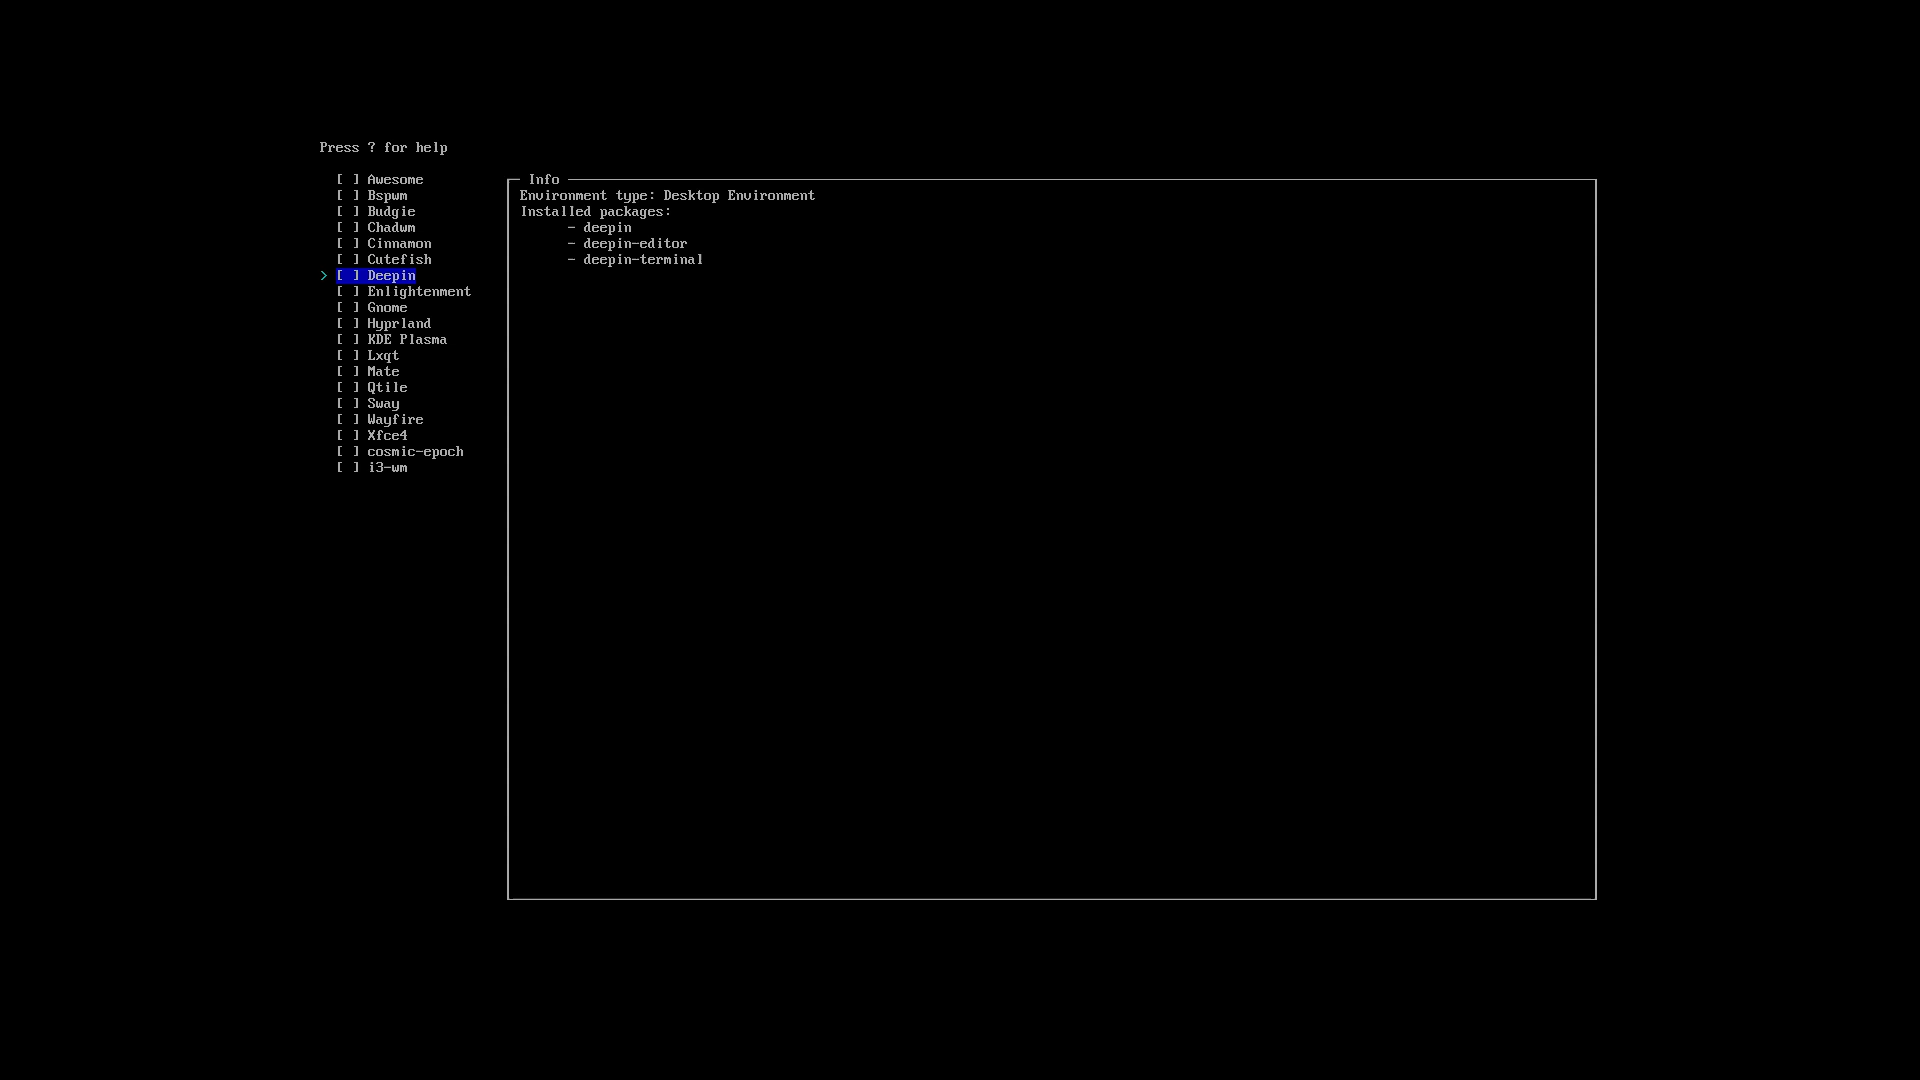 Press ? for help
[ ] Awesome
[ ] Bspwm
[ ] Budgie
[ ] Chadwm
[ ] Cinnamon
[ ] Cutefish
> [ ] Deepin
[ ] Enlightenment
[ ] Gnome
[ ] Hyprland
[ ] KDE Plasma
[ ] Lxqt
[ ] Mate
[ ] Qtile
[ ] Sway
[ ] Wayfire
[ ] Xfce4
[ ] cosmic-epoch
[ ] i3-wm
Info
Environment type: Desktop Environment
Installed packages:
- deepin
- deepin-editor
- deepin-terminal